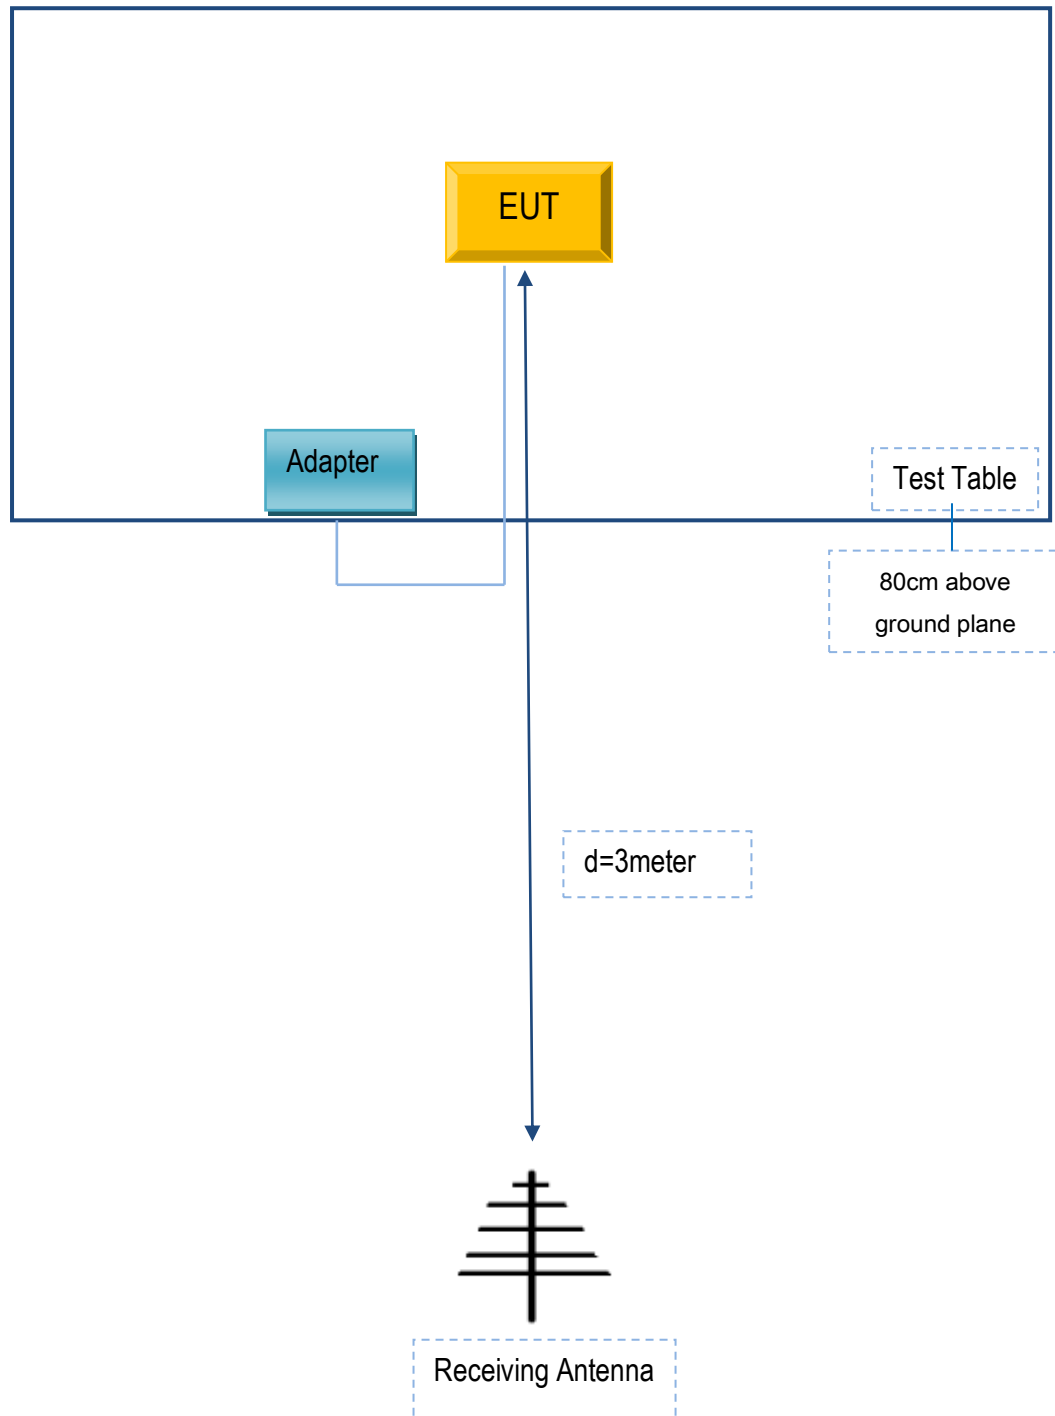 EUT
Adapter
Test Table
80cm above
ground plane
d=3meter
Receiving Antenna